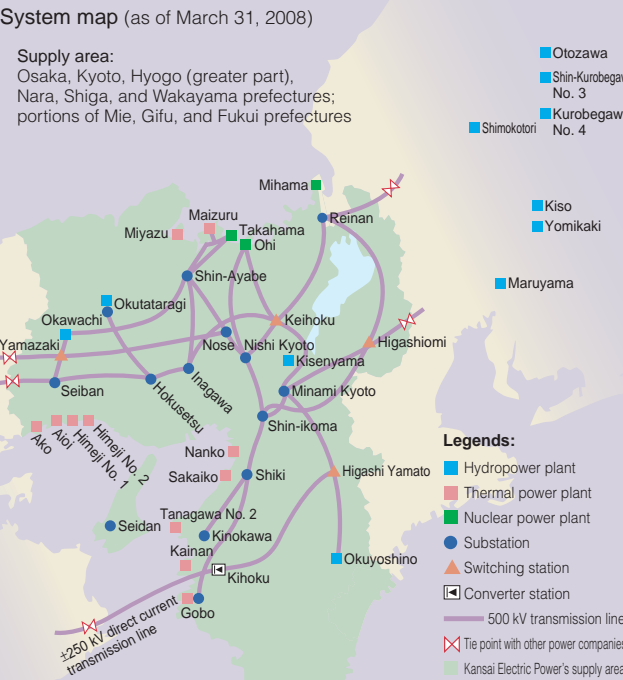 System map (as of March 31, 2008)
Supply area:
Osaka, Kyoto, Hyogo (greater part),
Nara, Shiga, and Wakayama prefectures;
portions of Mie, Gifu, and Fukui prefectures
Otozawa
Shin-Kurobegaw
No. 3
Kurobegaw
No. 4
Shimokotori
Mihama
Kiso
Maizuru
Reinan
Miyazu
Takahama
Yomikaki
Ohi
Shin-Ayabe
Maruyama
Okutataragi
Okawachi
Keihoku
Yamazaki
Nose
Nishi Kyoto
Higashiomi
Kisenyama
Seiban
Hokusetsu
Inagawa
Minami Kyoto
Shin-ikoma
Ako
Aioi
Himeji No. 1
Himeji No. 2
Nanko
Sakaiko
Shiki
Higashi Yamato
Tanagawa No. 2
Seidan
Kinokawa
Kainan
Okuyoshino
Kihoku
Gobo
±250 kV direct current
transmission line
Legends:
Hydropower plant
Thermal power plant
Nuclear power plant
Substation
Switching station
Converter station
500 kV transmission line
Tie point with other power companies
Kansai Electric Power's supply area